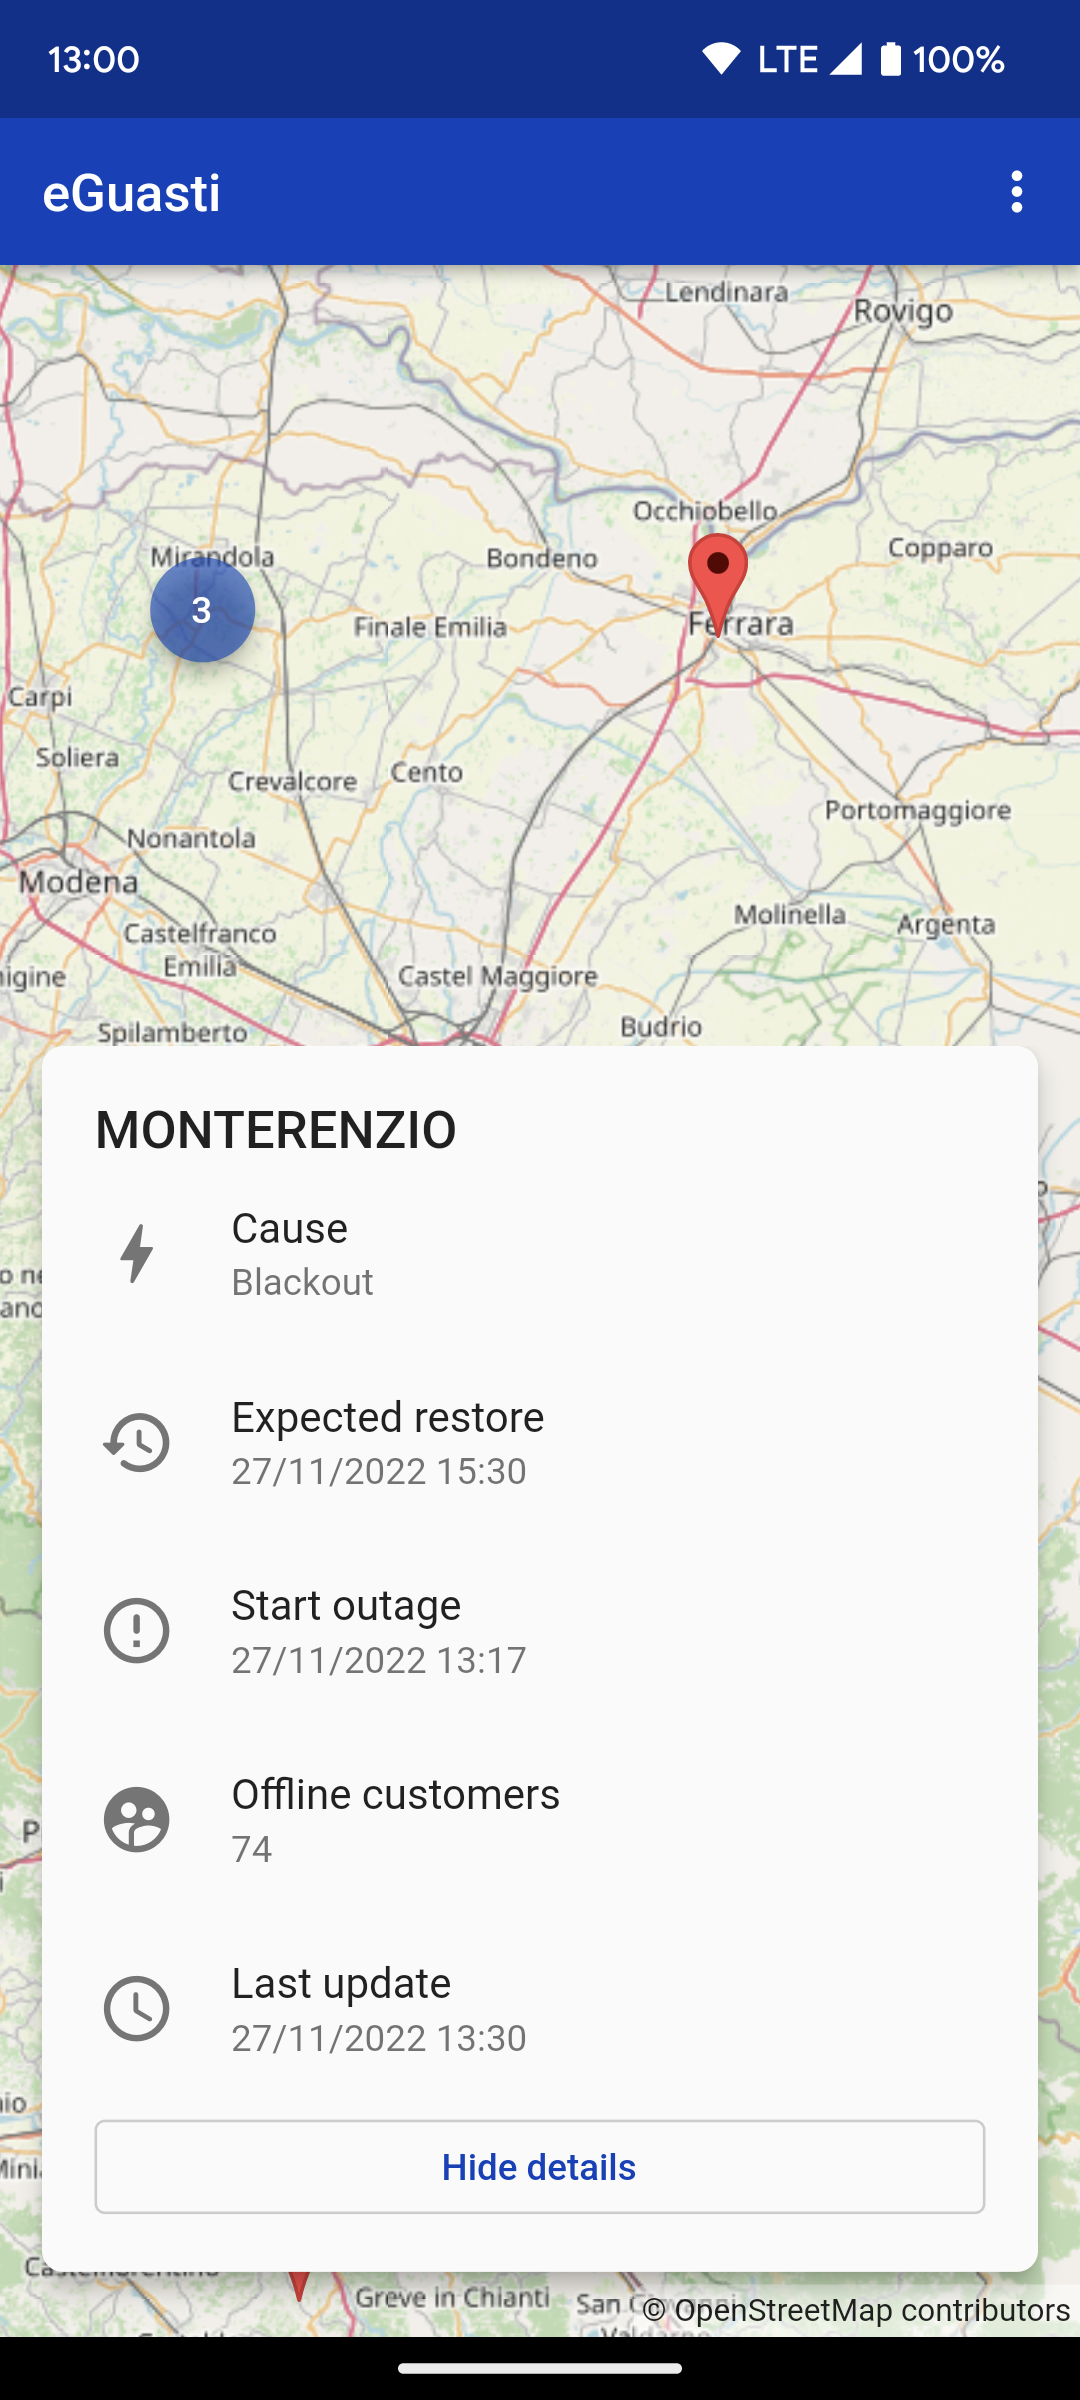 13:00
LTE 100%
eGuasti
Lendinara
Rovigo
Occhiobello
Mirandola
Bondeno
Copparo
3
Finale Emilia
Ferrara
Carpi
Soliera
Crevalcore
Cento
Portomaggiore
Nonantola
Modena
Molinella
Argenta
Castelfranco
Emilia
nigine
Castel Maggiore
Spilamberto
Budrio
MONTERENZIO
Cause
Blackout
Expected restore
27/11/2022 15:30
Start outage
27/11/2022 13:17
Offline customers
74
Last update
27/11/2022 13:30
Hide details
Greve in Chianti
San
© OpenStreetMap contributors